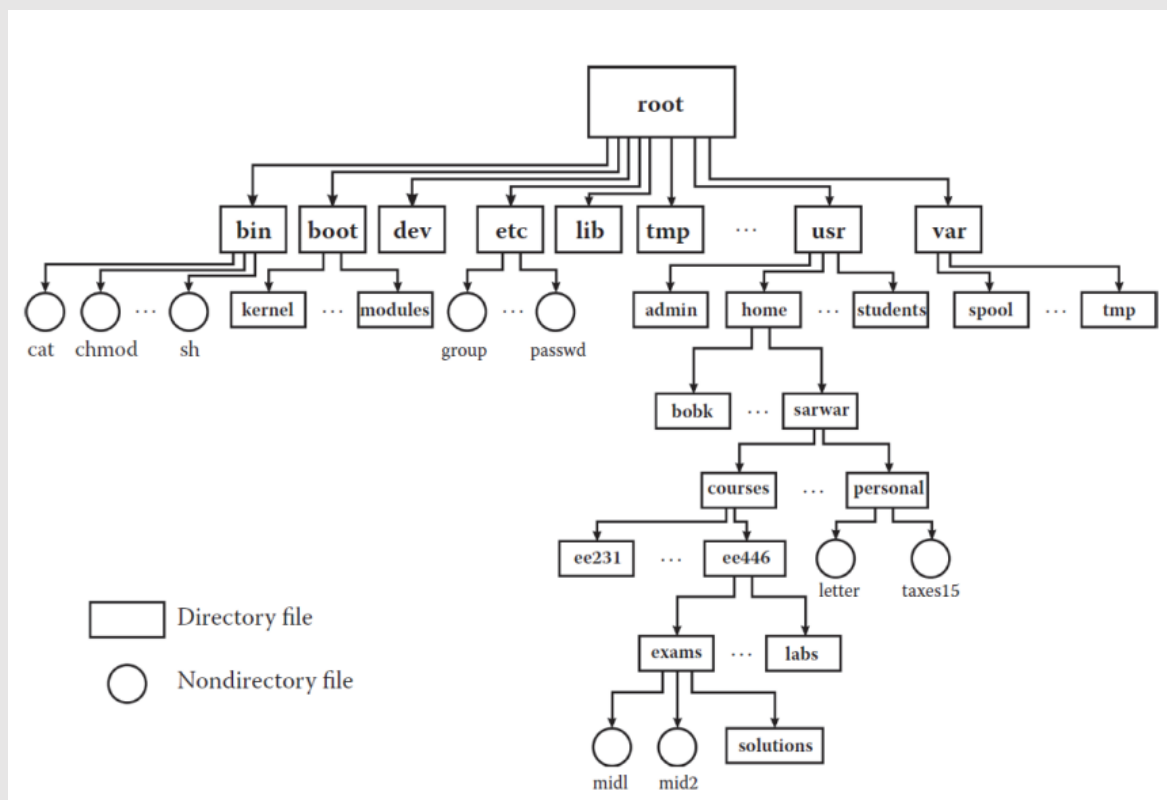 root
bin boot dev etc lib tmp ... usr var
cat chmod ... sh kernel ... modules group ... passwd admin home ... students spool ... tmp
bobk ... sarwar
courses ... personal
ee231 ... ee446 letter taxes15
Directory file
exams ... labs
Nondirectory file
midl mid2 solutions